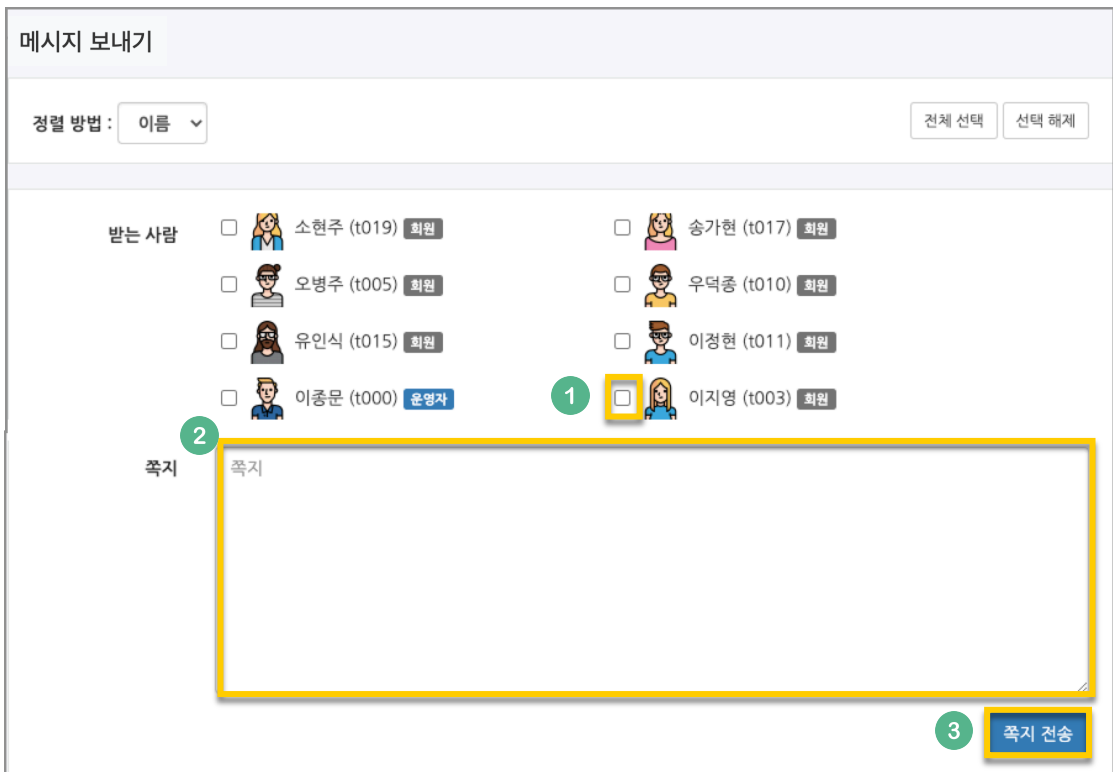 메시지 보내기
정렬 방법 : 이름 전체 선택 선택 해제
받는 사람 소현주 (t019) 회원 송가현 (t017) 회원
오병주 (t005) 회원 우덕종 (t010) 회원
유인식 (t015) 회원 이정현 (t011) 회원
이종문 (t000) 운영자 1 이지영 (t003) 회원
2
쪽지 쪽지
3 쪽지 전송